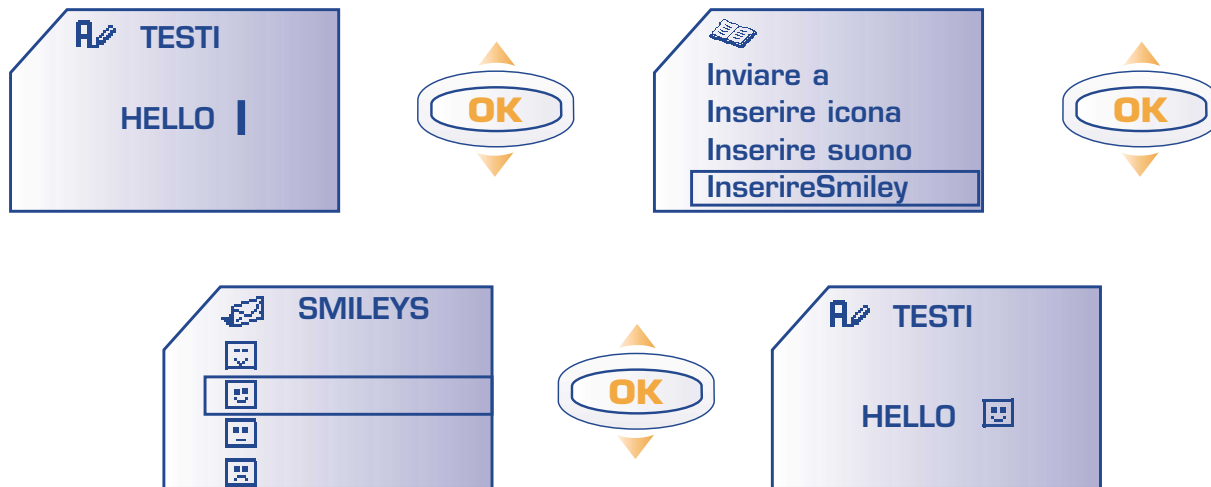 TESTI
HELLO
OK
Inviare a
Inserire icona
Inserire suono
InserireSmiley
OK
SMILEYS
OK
TESTI
HELLO